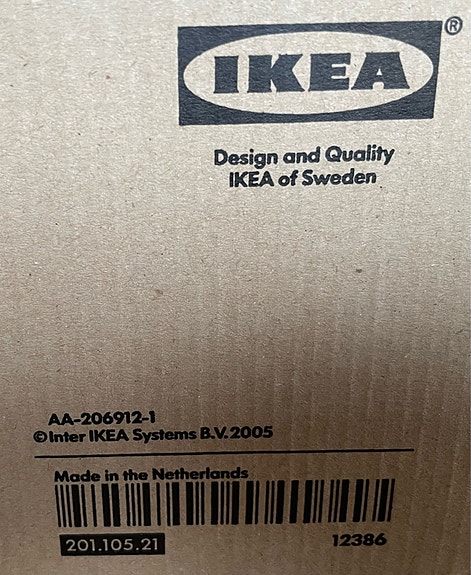 IKEA®
Design and Quality
IKEA of Sweden
AA-206912-1
©Inter IKEA Systems B.V. 2005
Made in the Netherlands
201.105.21
12386